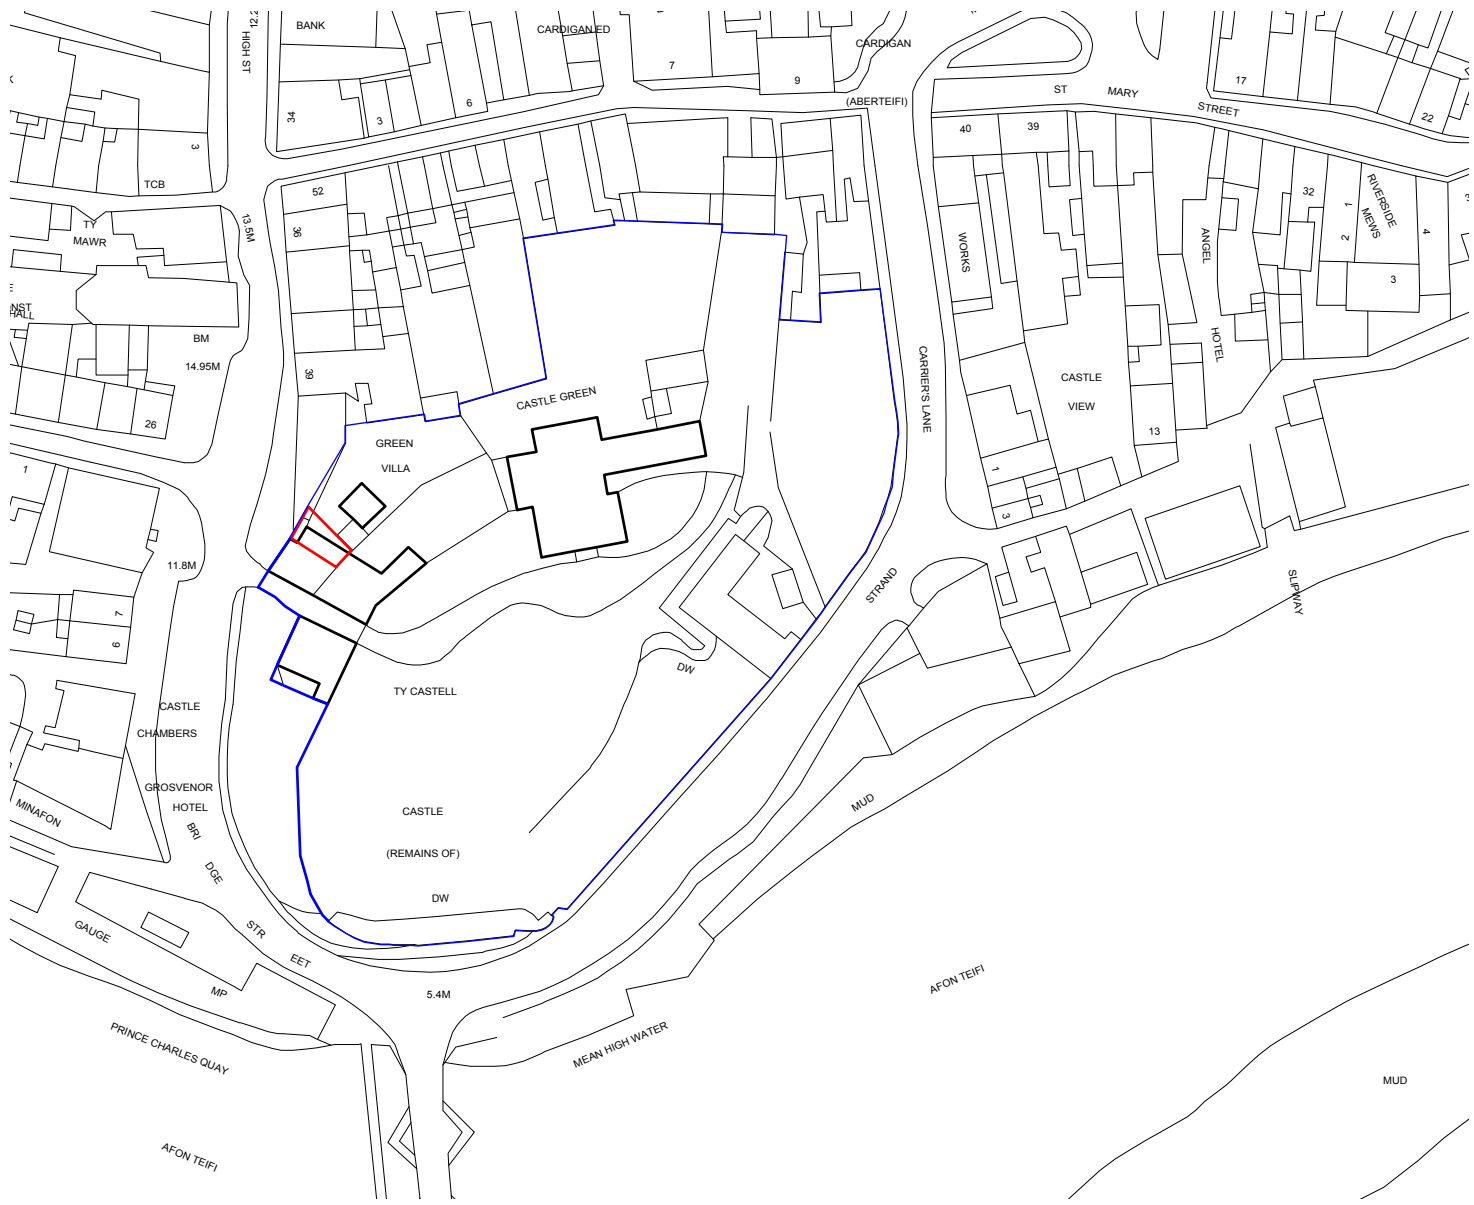 BANK
CARDIGAN ED
CARDIGAN
HIGH ST
7
9
6
3
34
(ABERTEIFI)
ST
MARY
STREET
17
22
3
TCB
52
36
13.5M
TY
MAWR
40
39
WORKS
ANGEL
HOTEL
32
1
2
RIVERSIDE
MEWS
4
3
HALL
BM
14.95M
39
26
CASTLE GREEN
GREEN
VILLA
CARRIER'S LANE
CASTLE
VIEW
13
1
3
1
11.8M
7
6
STRAND
SLIPWAY
DW
TY CASTELL
CASTLE
CHAMBERS
GROSVENOR
HOTEL
MINAFON
BRI
DGE
STR
EET
CASTLE
(REMAINS OF)
DW
MUD
GAUGE
MP
5.4M
PRINCE CHARLES QUAY
MEAN HIGH WATER
AFON TEIFI
MUD
AFON TEIFI